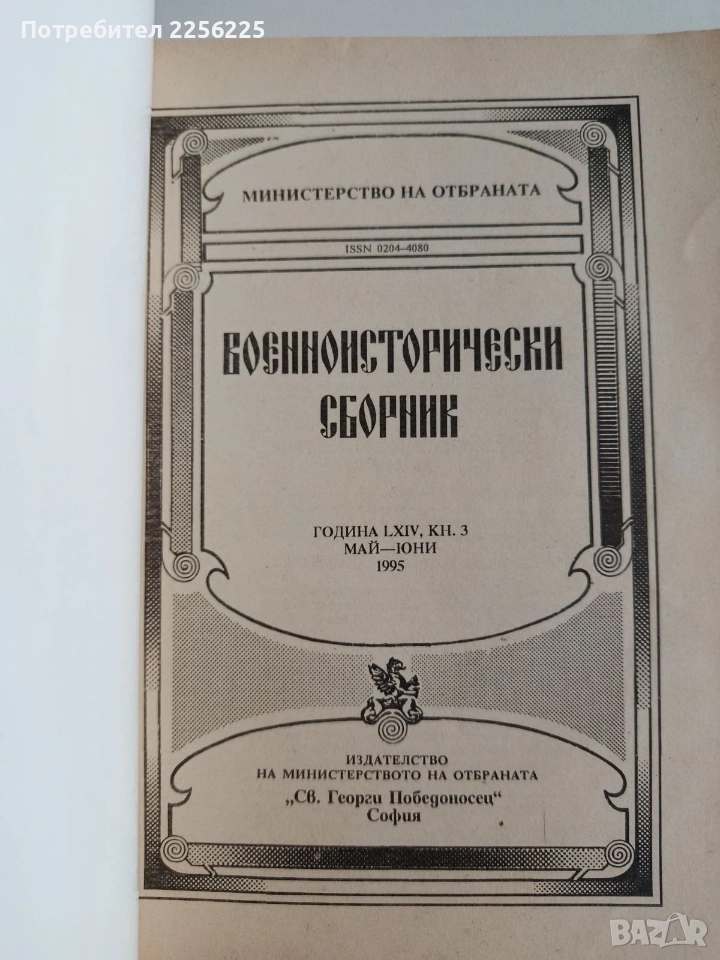 Потребител 2256225
МИНИСТЕРСТВО НА ОТБРАНАТА
ISSN 0204-4080
ВОЕННОИСТОРИЧЕСКИ
СБОРНИК
ГОДИНА LXIV, КН. 3
МАЙ—ЮНИ
1995
ИЗДАТЕЛСТВО
НА МИНИСТЕРСТВОТО НА ОТБРАНАТА
„Св. Георги Победоносец“
София
BAZAR